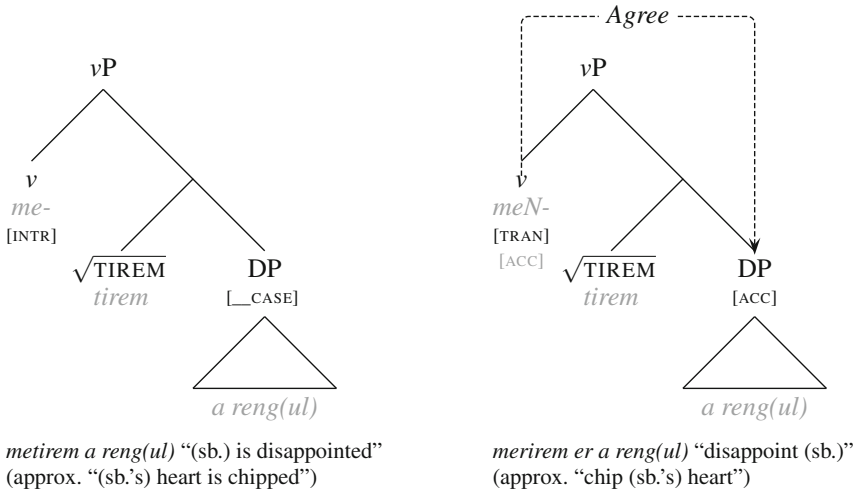 Agree
vP
vP
v
me-
[INTR]
√TIREM
tirem
DP
[__CASE]
a reng(ul)
v
meN-
[TRAN]
[ACC]
√TIREM
tirem
DP
[ACC]
a reng(ul)
metirem a reng(ul) “(sb.) is disappointed”
(approx. “(sb.’s) heart is chipped”)
merirem er a reng(ul) “disappoint (sb.)”
(approx. “chip (sb.’s) heart”)